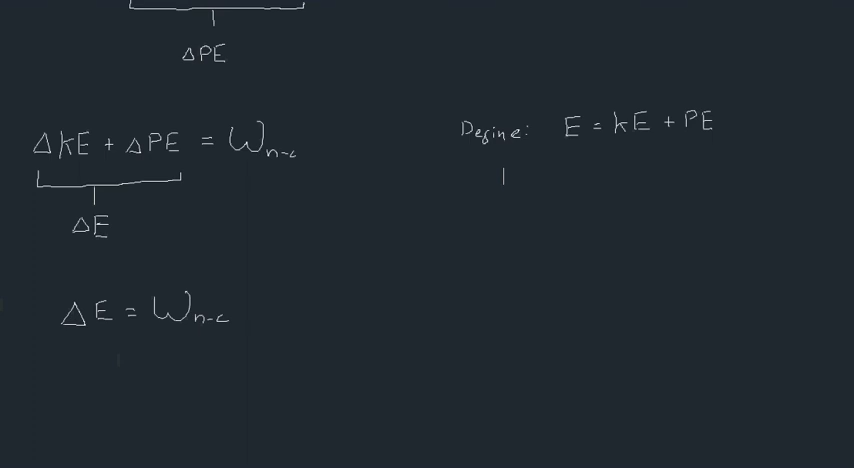 ΔPE
ΔKE + ΔPE = Wn-c
ΔE
ΔE = Wn-c
Define: E = KE + PE